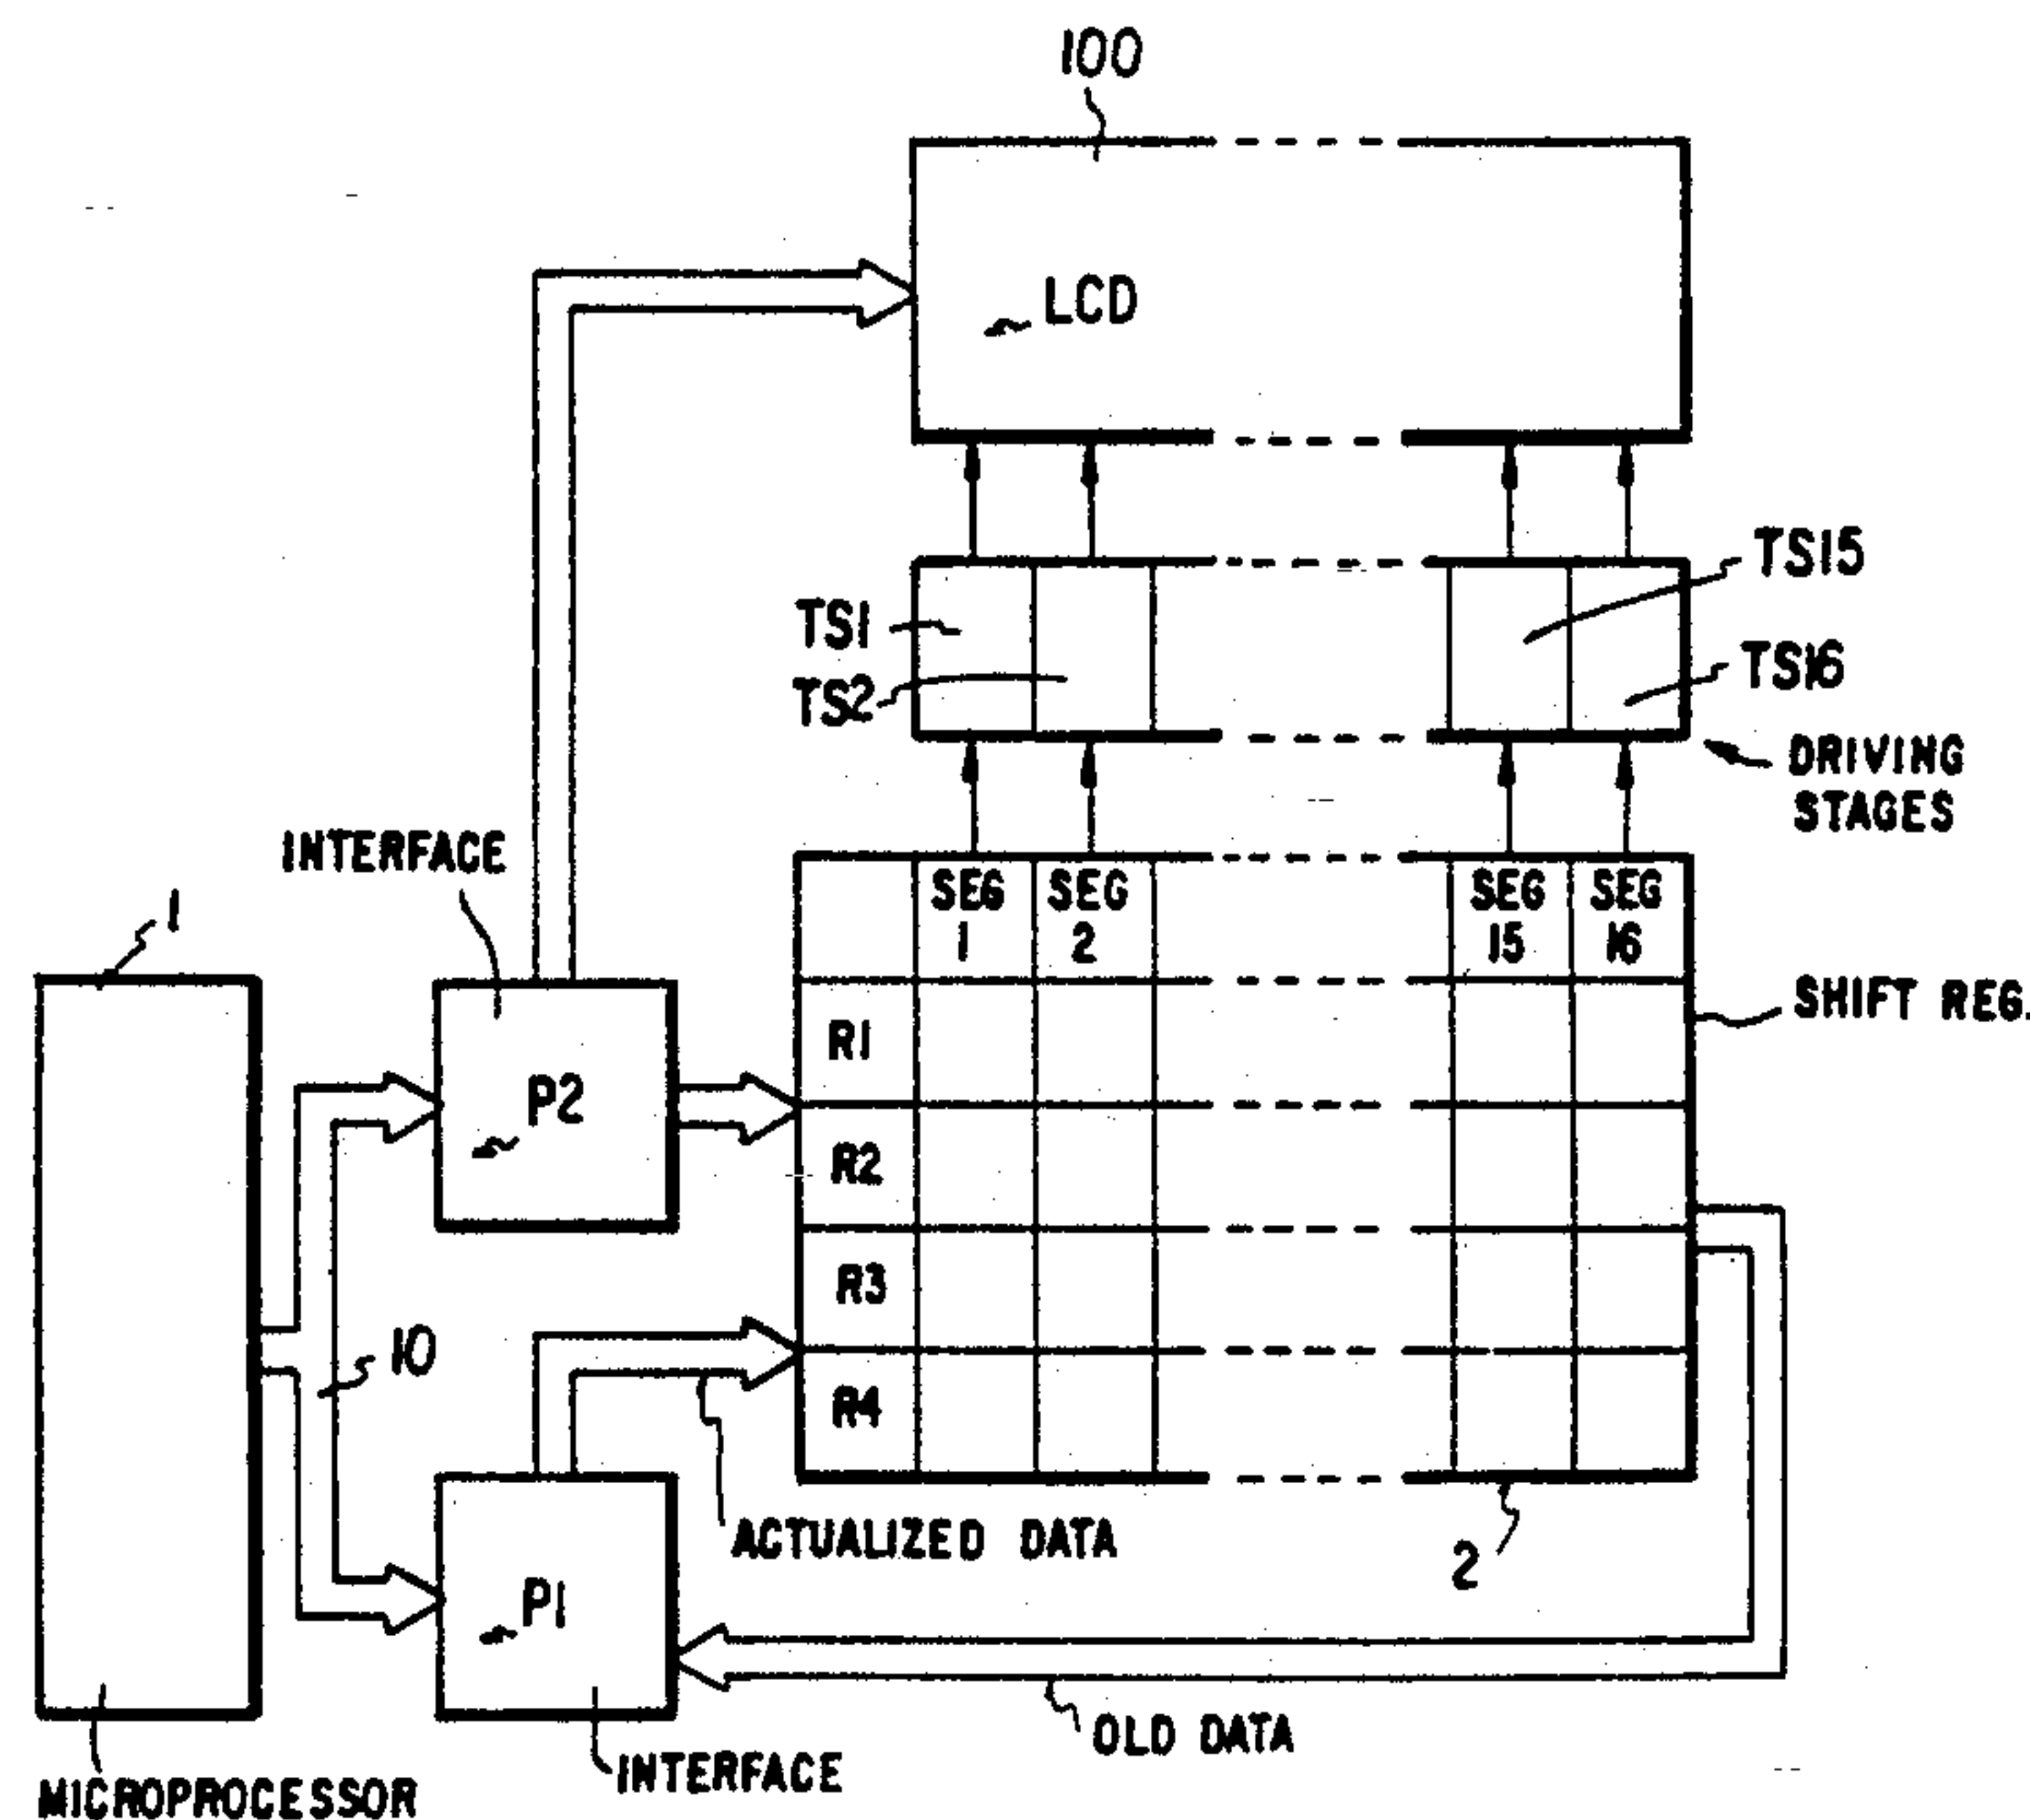 100
LCD
TS15
TS1
TS16
TS2
DRIVING
STAGES
INTERFACE
SEG
1
SEG
2
SEG
15
SEG
16
1
SHIFT REG.
R1
P2
R2
R3
10
R4
ACTUALIZED DATA
2
P1
OLD DATA
INTERFACE
MICROPROCESSOR